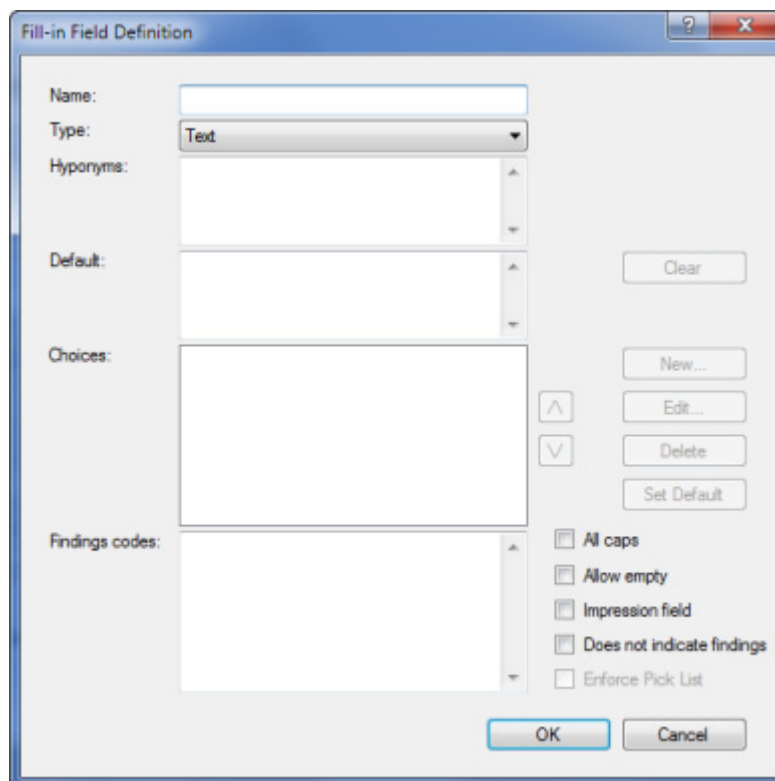 Fill-in Field Definition
?
Name:
Type: Text
Hyponyms:
Default:
Clear
Choices:
New...
Edit...
Delete
Set Default
Findings codes:
All caps
Allow empty
Impression field
Does not indicate findings
Enforce Pick List
OK Cancel